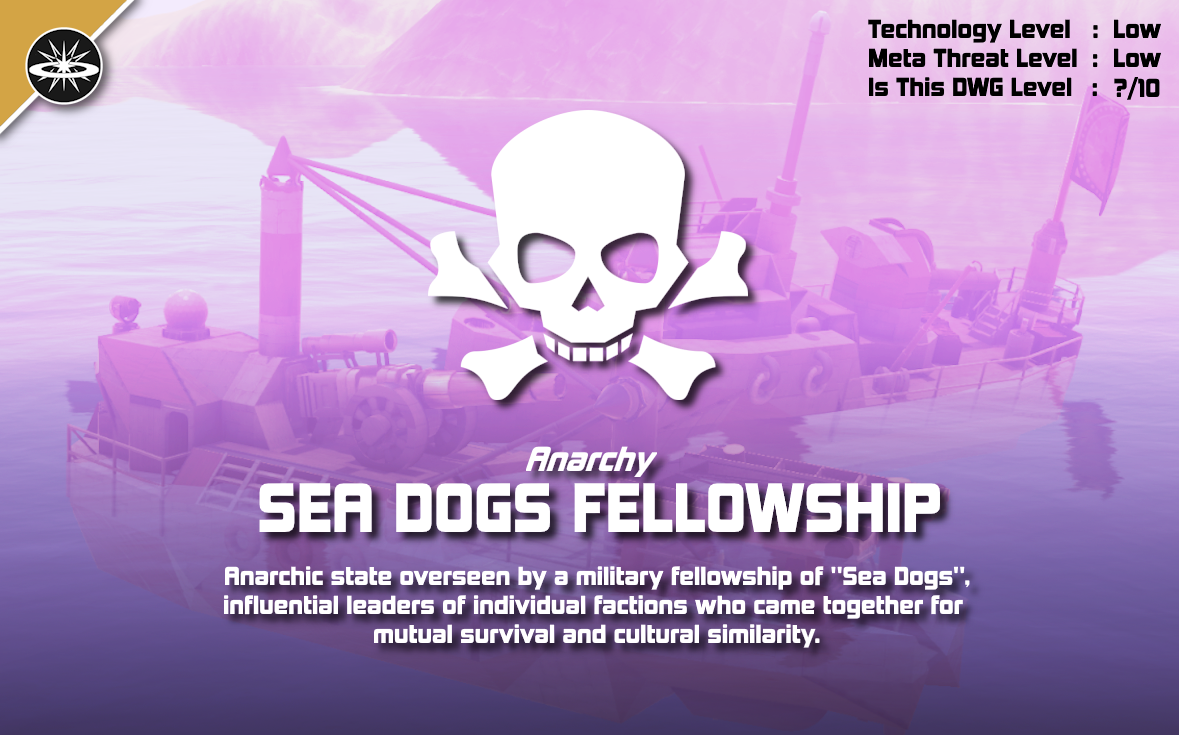 Technology Level : Low
Meta Threat Level : Low
Is This DWG Level : ?/10
Anarchy
SEA DOGS FELLOWSHIP
Anarchic state overseen by a military fellowship of "Sea Dogs",
influential leaders of individual factions who came together for
mutual survival and cultural similarity.